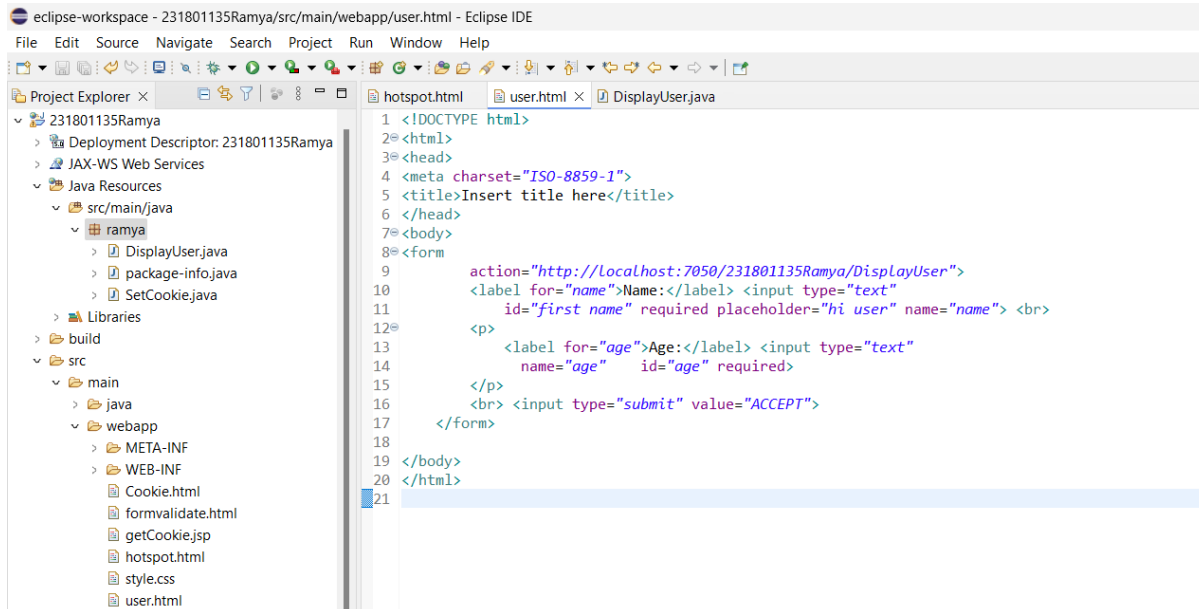 eclipse-workspace - 231801135Ramya/src/main/webapp/user.html - Eclipse IDE
File Edit Source Navigate Search Project Run Window Help
Project Explorer
231801135Ramya
Deployment Descriptor: 231801135Ramya
JAX-WS Web Services
Java Resources
src/main/java
ramya
DisplayUser.java
package-info.java
SetCookie.java
Libraries
build
src
main
java
webapp
META-INF
WEB-INF
Cookie.html
formvalidate.html
getCookie.jsp
hotspot.html
style.css
user.html
hotspot.html user.html DisplayUser.java
1 <!DOCTYPE html>
2 <html>
3 <head>
4 <meta charset="ISO-8859-1">
5 <title>Insert title here</title>
6 </head>
7 <body>
8 <form
9         action="http://localhost:7050/231801135Ramya/DisplayUser">
10         <label for="name">Name:</label> <input type="text"
11             id="first name" required placeholder="hi user" name="name"> <br>
12         <p>
13             <label for="age">Age:</label> <input type="text"
14               name="age"    id="age" required>
15         </p>
16         <br> <input type="submit" value="ACCEPT">
17     </form>
18
19 </body>
20 </html>
21